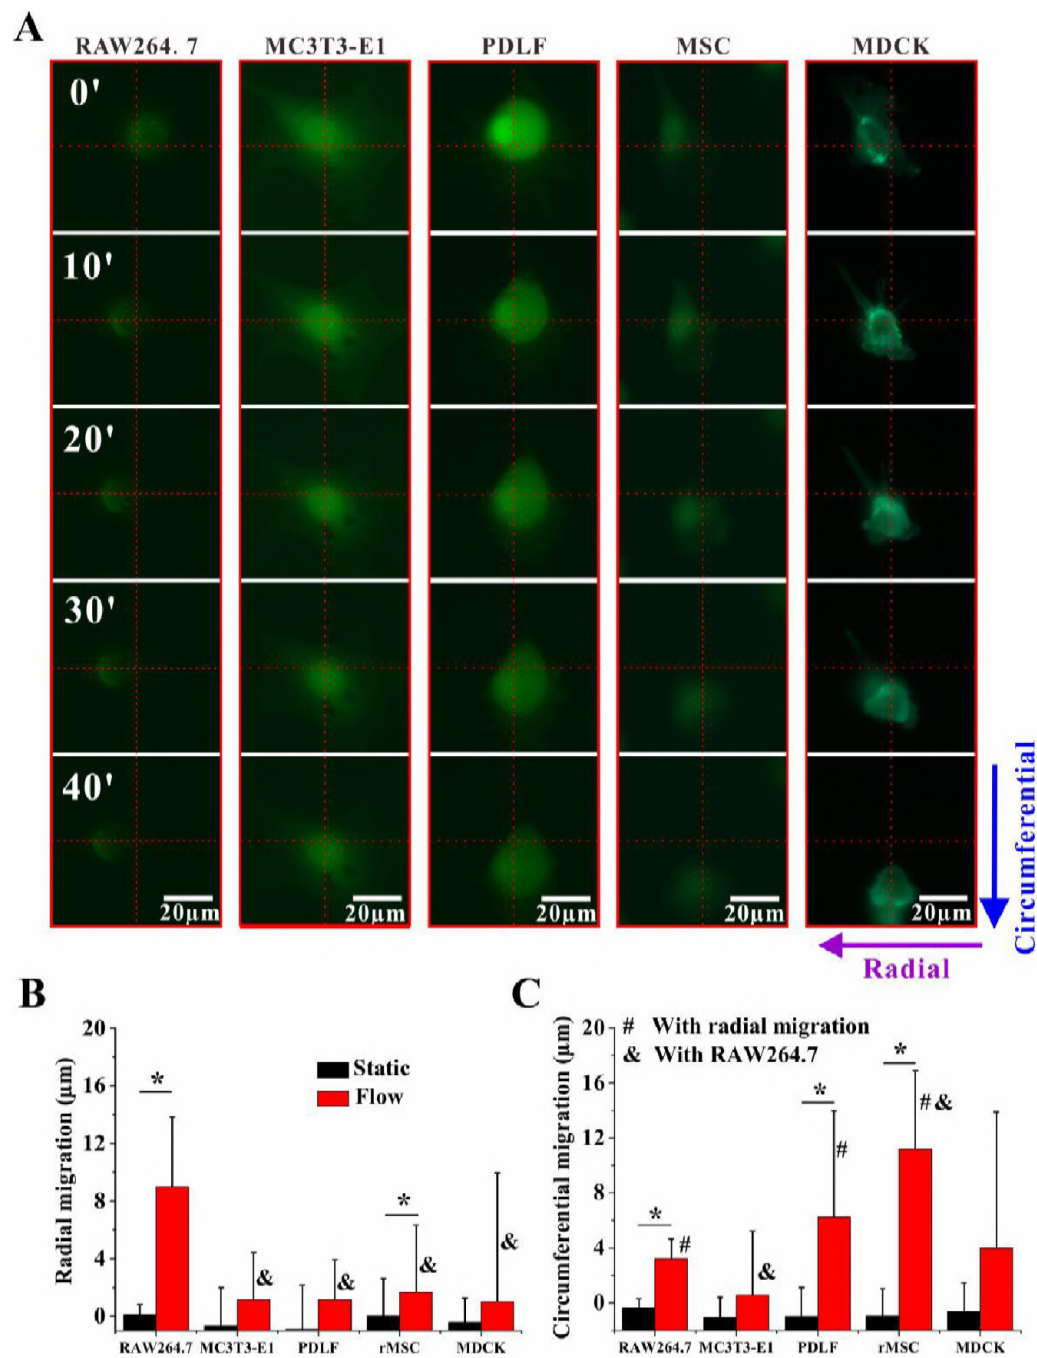 A
RAW264. 7 MC3T3-E1 PDLF MSC MDCK
0'
10'
20'
30'
40'
20μm 20μm 20μm 20μm 20μm
Circumferential
Radial
B
Radial migration (μm)
20
16
12
8
4
0
Static
Flow
*
&
&
*
&
&
RAW264.7 MC3T3-E1 PDLF rMSC MDCK
C
Circumferential migration (μm)
20
16
12
8
4
0
# With radial migration
& With RAW264.7
*
#
&
*
#
*
#&
RAW264.7 MC3T3-E1 PDLF rMSC MDCK